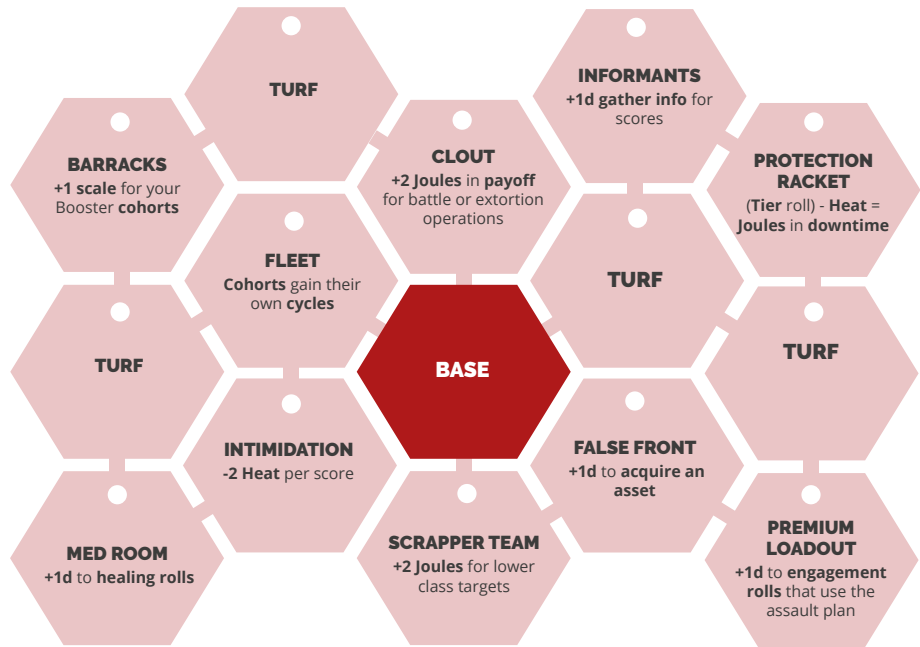 TURF
INFORMANTS
+1d gather info for
scores
BARRACKS
+1 scale for your
Booster cohorts
CLOUT
+2 Joules in payoff
for battle or extortion
operations
PROTECTION
RACKET
(Tier roll) - Heat =
Joules in downtime
FLEET
Cohorts gain their
own cycles
TURF
TURF
BASE
TURF
INTIMIDATION
-2 Heat per score
FALSE FRONT
+1d to acquire an
asset
MED ROOM
+1d to healing rolls
SCRAPPER TEAM
+2 Joules for lower
class targets
PREMIUM
LOADOUT
+1d to engagement
rolls that use the
assault plan